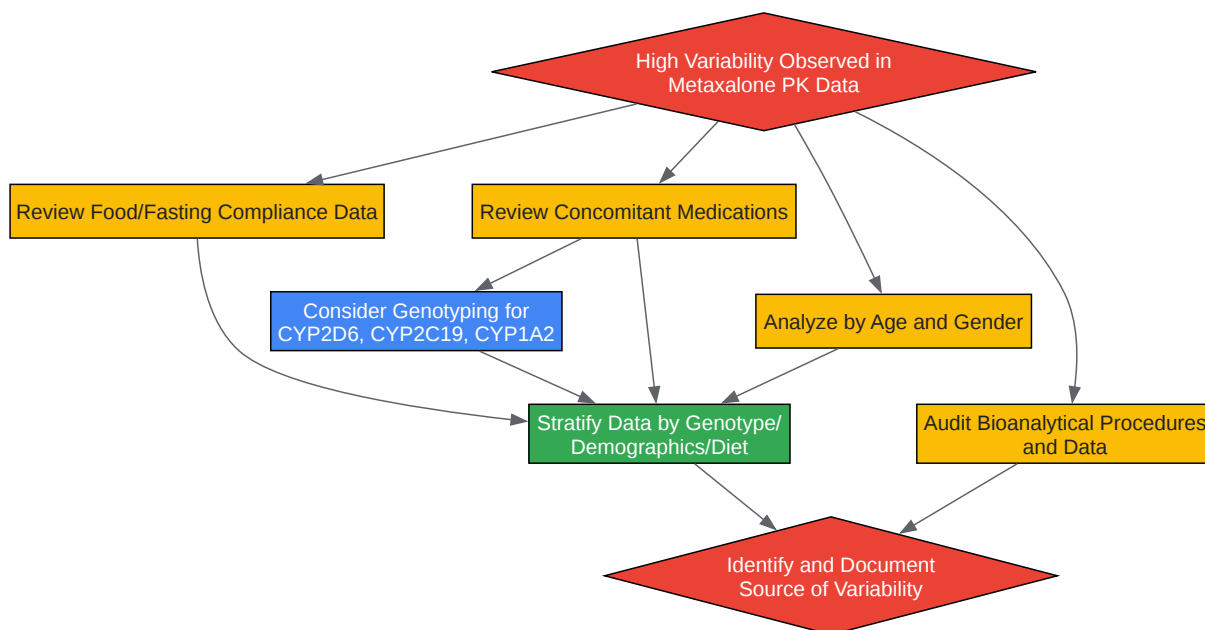 High Variability Observed in
Metaxalone PK Data
Review Food/Fasting Compliance Data
Review Concomitant Medications
Consider Genotyping for
CYP2D6, CYP2C19, CYP1A2
Analyze by Age and Gender
Stratify Data by Genotype/
Demographics/Diet
Audit Bioanalytical Procedures
and Data
Identify and Document
Source of Variability